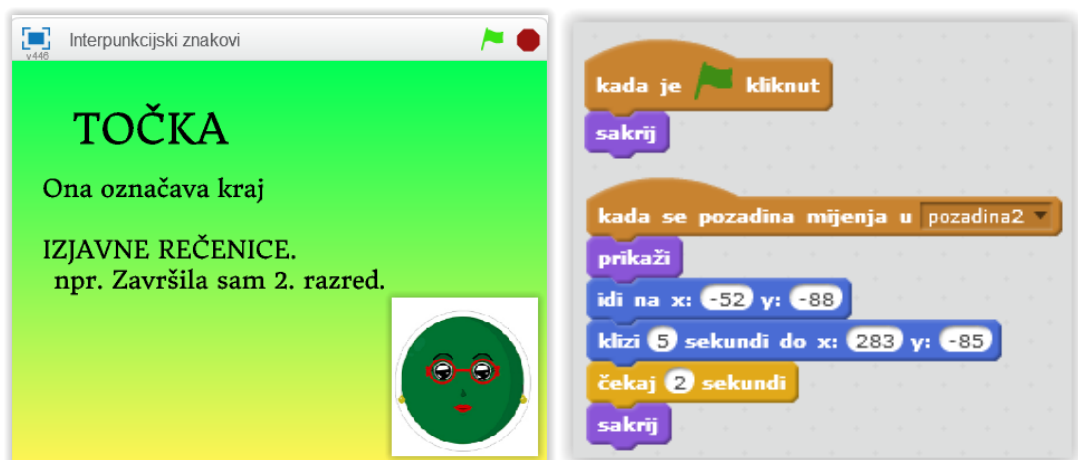 Interpunkcijski znakovi
v446
TOČKA
Ona označava kraj
IZJAVNE REČENICE.
npr. Završila sam 2. razred.
kada je kliknut
sakrij
kada se pozadina mijenja u pozadina2
prikaži
idi na x: -52 y: -88
klizi 5 sekundi do x: 283 y: -85
čekaj 2 sekundi
sakrij